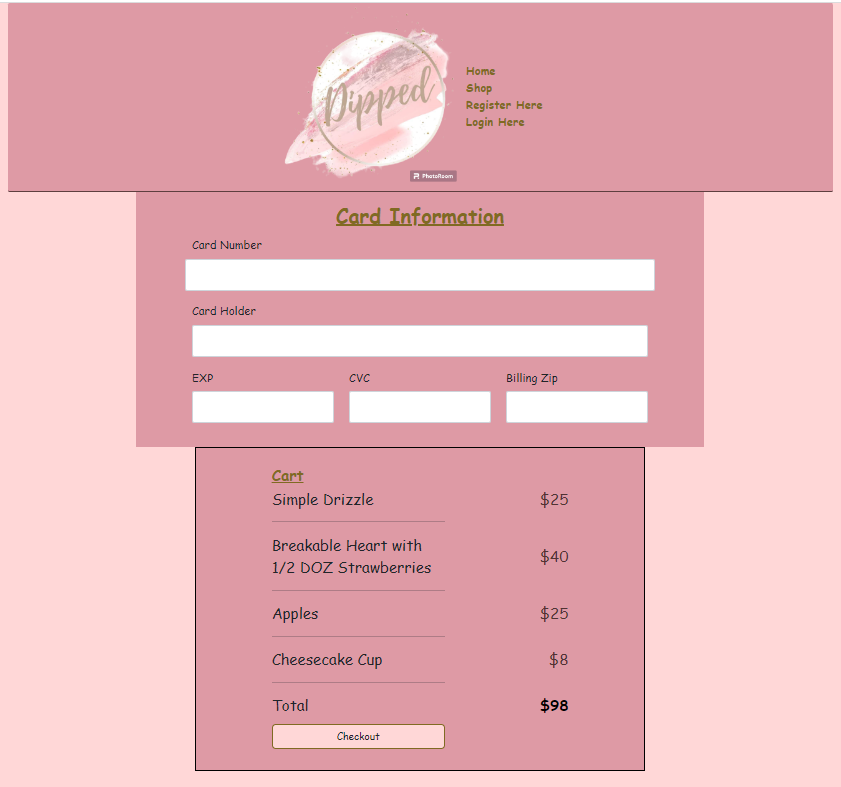 Dipped
PhotoRoom
Home
Shop
Register Here
Login Here
Card Information
Card Number
Card Holder
EXP CVC Billing Zip
Cart
Simple Drizzle $25
Breakable Heart with
1/2 DOZ Strawberries $40
Apples $25
Cheesecake Cup $8
Total $98
Checkout